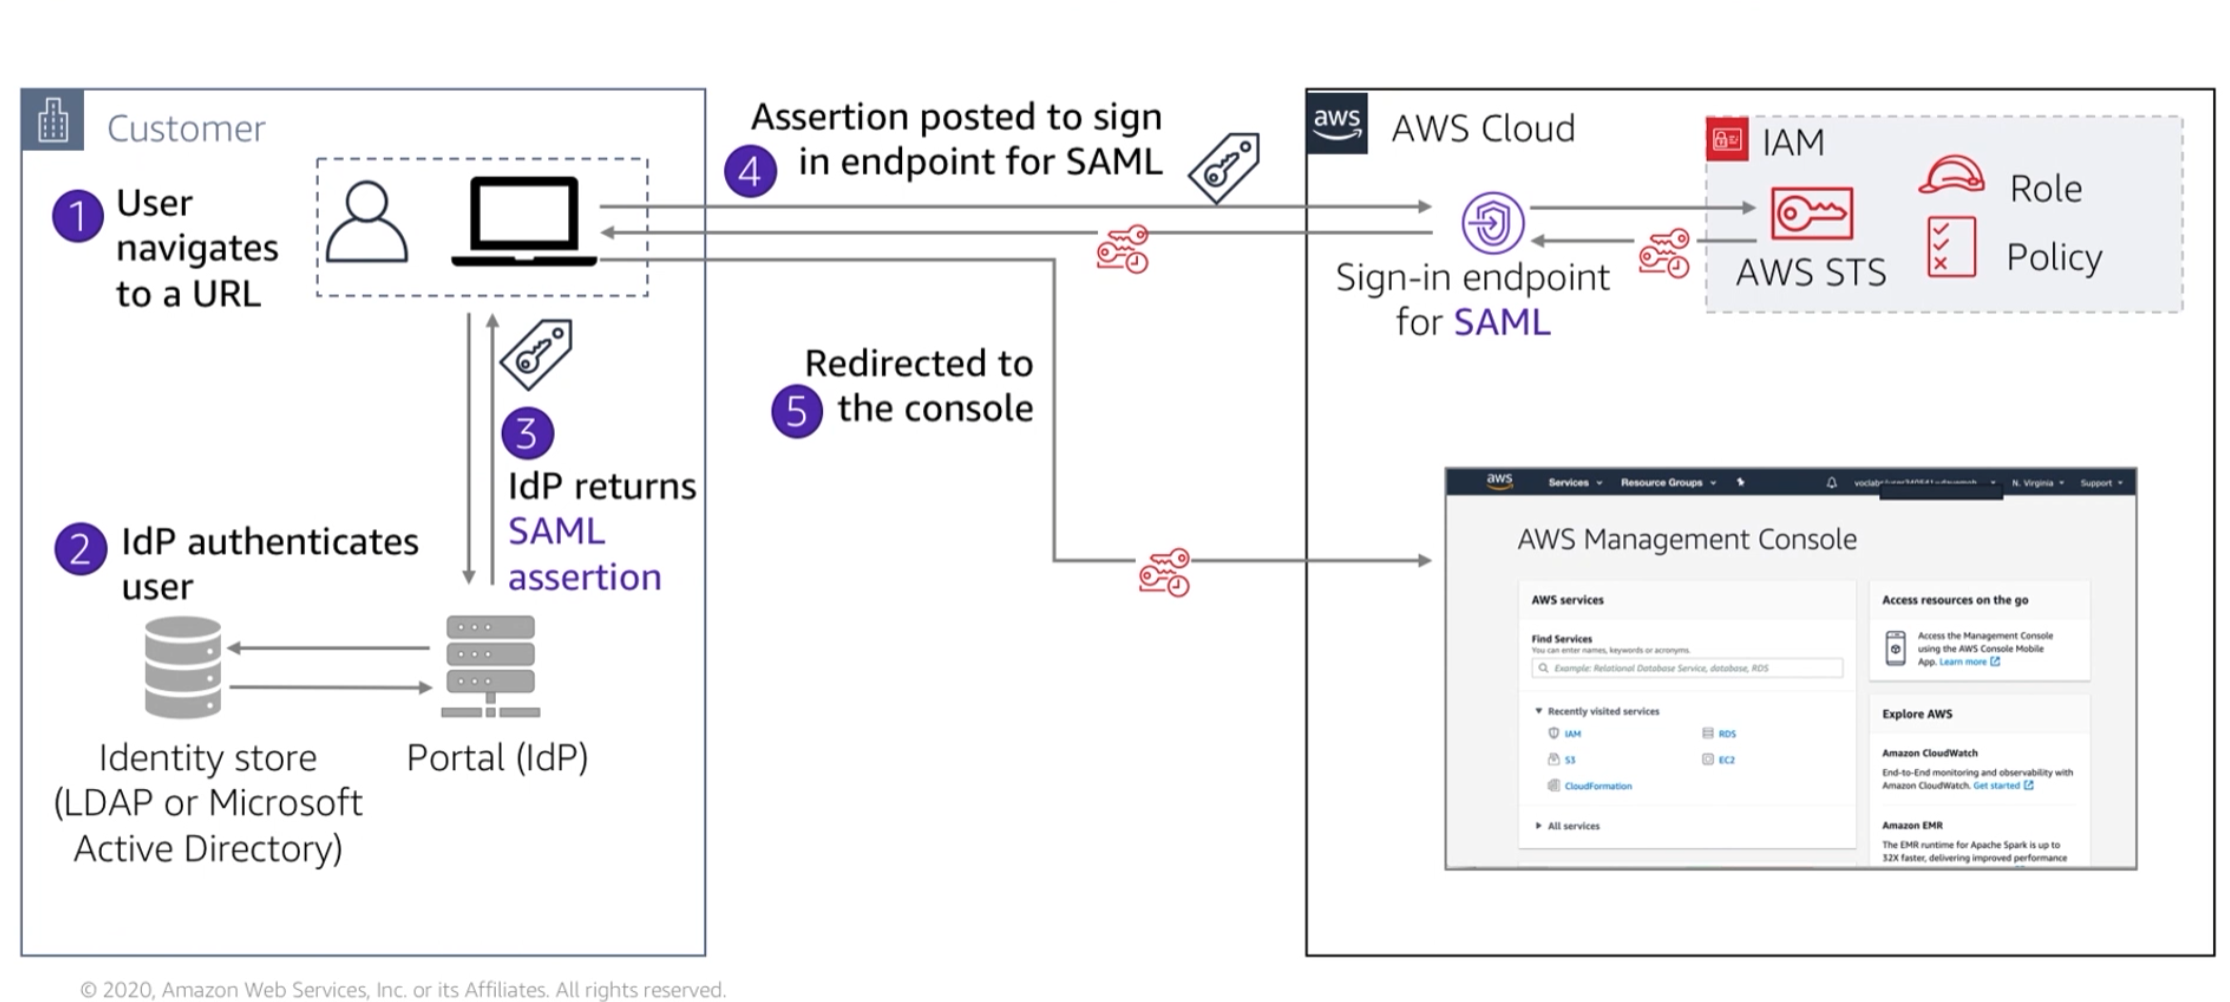 Customer
1
User
navigates
to a URL
2
IdP authenticates
user
3
IdP returns
SAML
assertion
Identity store
(LDAP or Microsoft
Active Directory)
Portal (IdP)
Assertion posted to sign
4 in endpoint for SAML
Redirected to
5 the console
aws
AWS Cloud
IAM
Role
Policy
AWS STS
Sign-in endpoint
for SAML
aws Services Resource Groups N. Virginia Support
AWS Management Console
AWS services
Find Services
You can enter names, keywords or acronyms.
Example: Relational Database Service, database, RDS
Recently visited services
IAM RDS
S3 EC2
CloudFormation
All services
Access resources on the go
Access the Management Console
using the AWS Console Mobile
App. Learn more
Explore AWS
Amazon CloudWatch
End-to-End monitoring and observability with
Amazon CloudWatch. Get started
Amazon EMR
The EMR runtime for Apache Spark is up to
32X faster, delivering improved performance
© 2020, Amazon Web Services, Inc. or its Affiliates. All rights reserved.